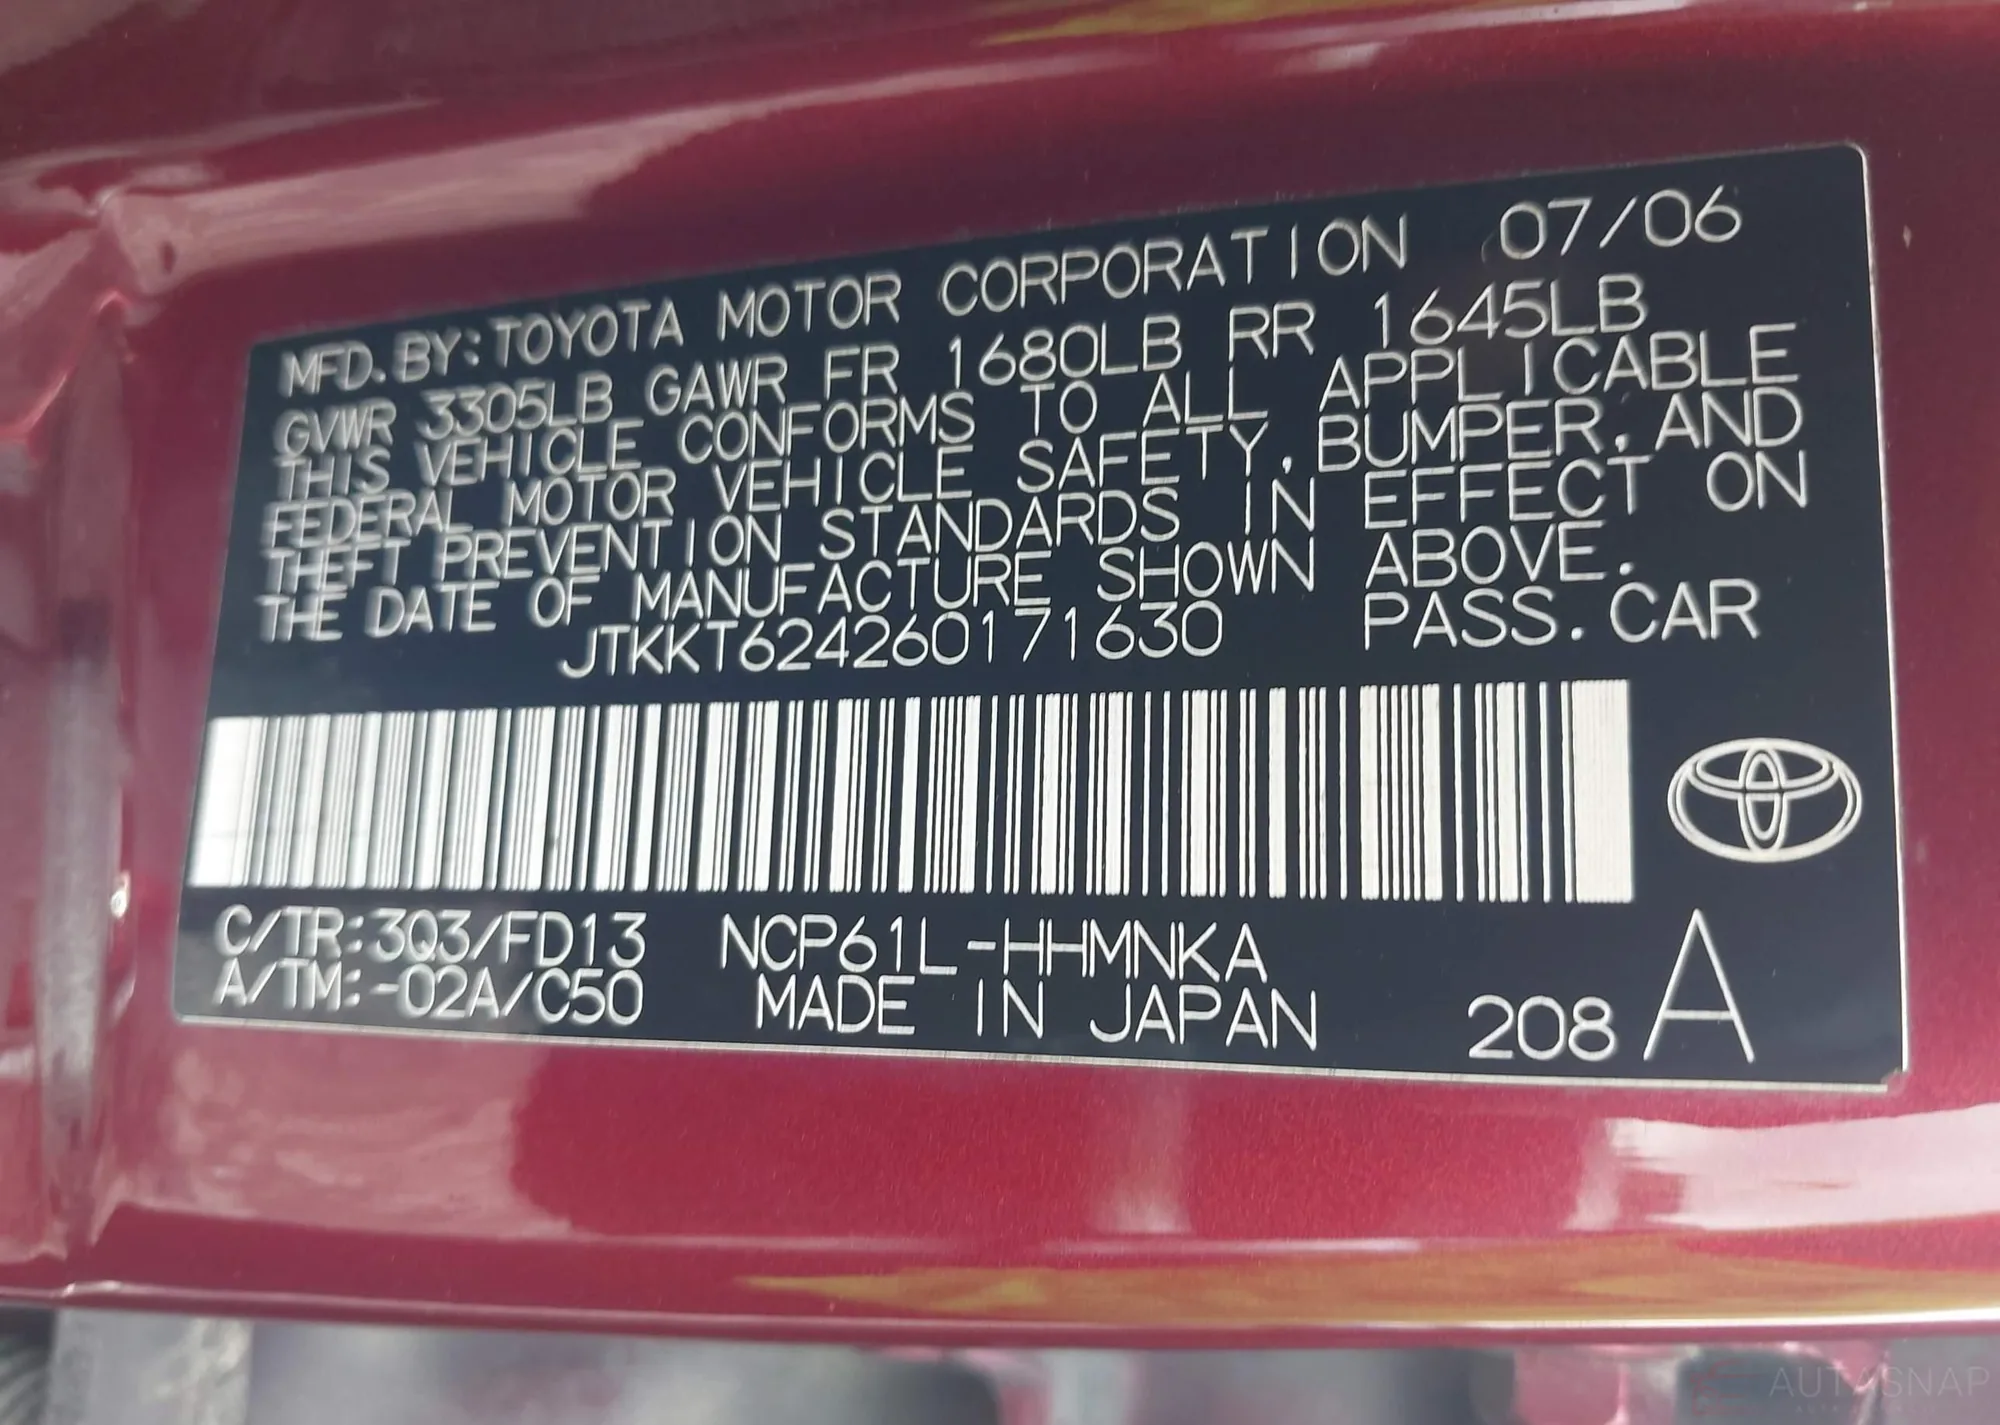 MFD. BY: TOYOTA MOTOR CORPORATION 07/06
GVWR 3305LB GAWR FR 1680LB RR 1645LB
THIS VEHICLE CONFORMS TO ALL APPLICABLE
FEDERAL MOTOR VEHICLE SAFETY, BUMPER, AND
THEFT PREVENTION STANDARDS IN EFFECT ON
THE DATE OF MANUFACTURE SHOWN ABOVE.
JTKKT624260171630 PASS. CAR
C/TR: 3Q3/FD13 NCP61L-HHMNKA
A/TM: -02A/C50 MADE IN JAPAN 208 A
AUTASNAP